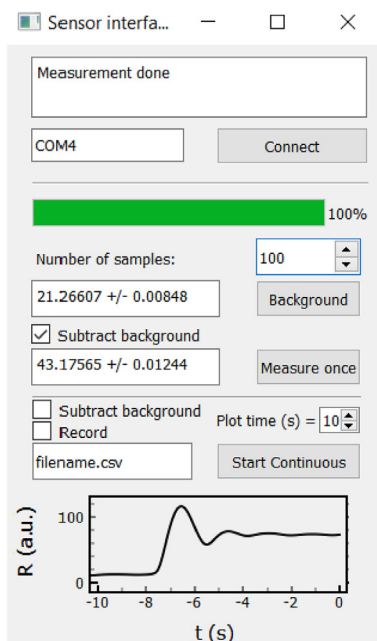 Sensor interfa...
Measurement done
COM4 Connect
100%
Number of samples: 100
21.26607 +/- 0.00848 Background
Subtract background
43.17565 +/- 0.01244 Measure once
Subtract background
Record Plot time (s) = 10
filename.csv Start Continuous
R (a.u.)
100
0
-10 -8 -6 -4 -2 0
t (s)